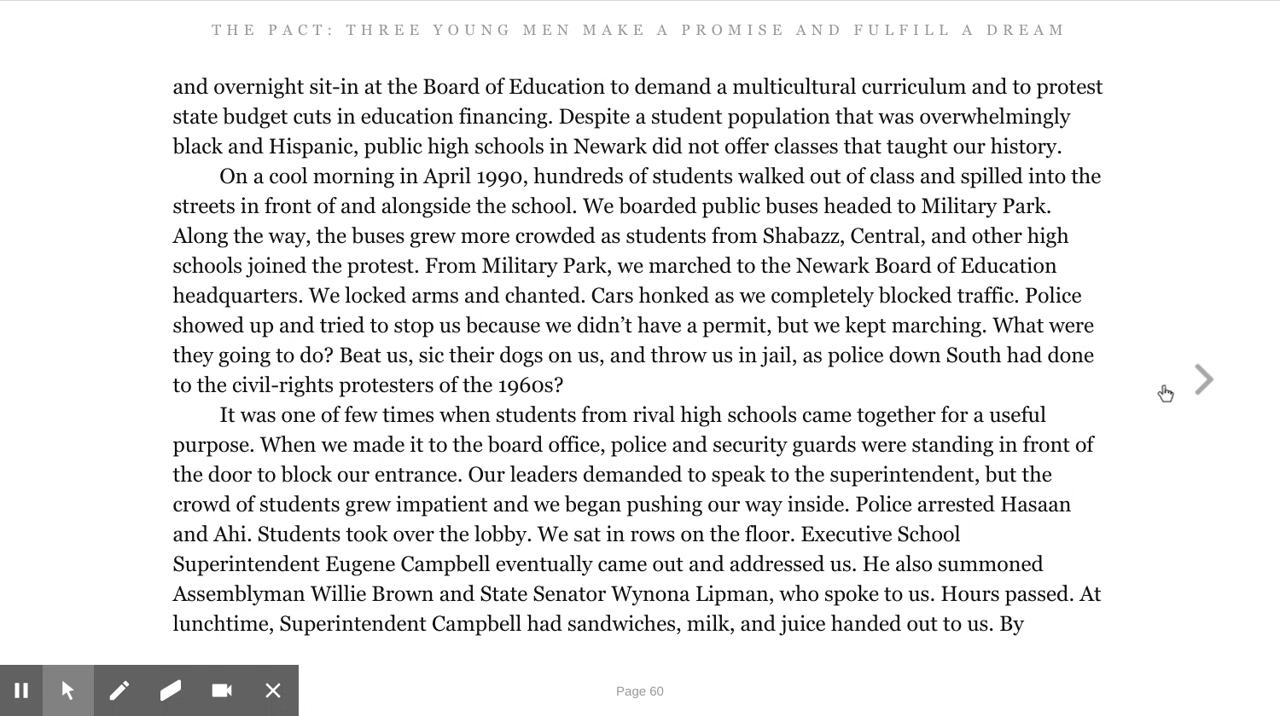 THE PACT: THREE YOUNG MEN MAKE A PROMISE AND FULFILL A DREAM
and overnight sit-in at the Board of Education to demand a multicultural curriculum and to protest
state budget cuts in education financing. Despite a student population that was overwhelmingly
black and Hispanic, public high schools in Newark did not offer classes that taught our history.
On a cool morning in April 1990, hundreds of students walked out of class and spilled into the
streets in front of and alongside the school. We boarded public buses headed to Military Park.
Along the way, the buses grew more crowded as students from Shabazz, Central, and other high
schools joined the protest. From Military Park, we marched to the Newark Board of Education
headquarters. We locked arms and chanted. Cars honked as we completely blocked traffic. Police
showed up and tried to stop us because we didn’t have a permit, but we kept marching. What were
they going to do? Beat us, sic their dogs on us, and throw us in jail, as police down South had done
to the civil-rights protesters of the 1960s?
It was one of few times when students from rival high schools came together for a useful
purpose. When we made it to the board office, police and security guards were standing in front of
the door to block our entrance. Our leaders demanded to speak to the superintendent, but the
crowd of students grew impatient and we began pushing our way inside. Police arrested Hasaan
and Ahi. Students took over the lobby. We sat in rows on the floor. Executive School
Superintendent Eugene Campbell eventually came out and addressed us. He also summoned
Assemblyman Willie Brown and State Senator Wynona Lipman, who spoke to us. Hours passed. At
lunchtime, Superintendent Campbell had sandwiches, milk, and juice handed out to us. By
Page 60